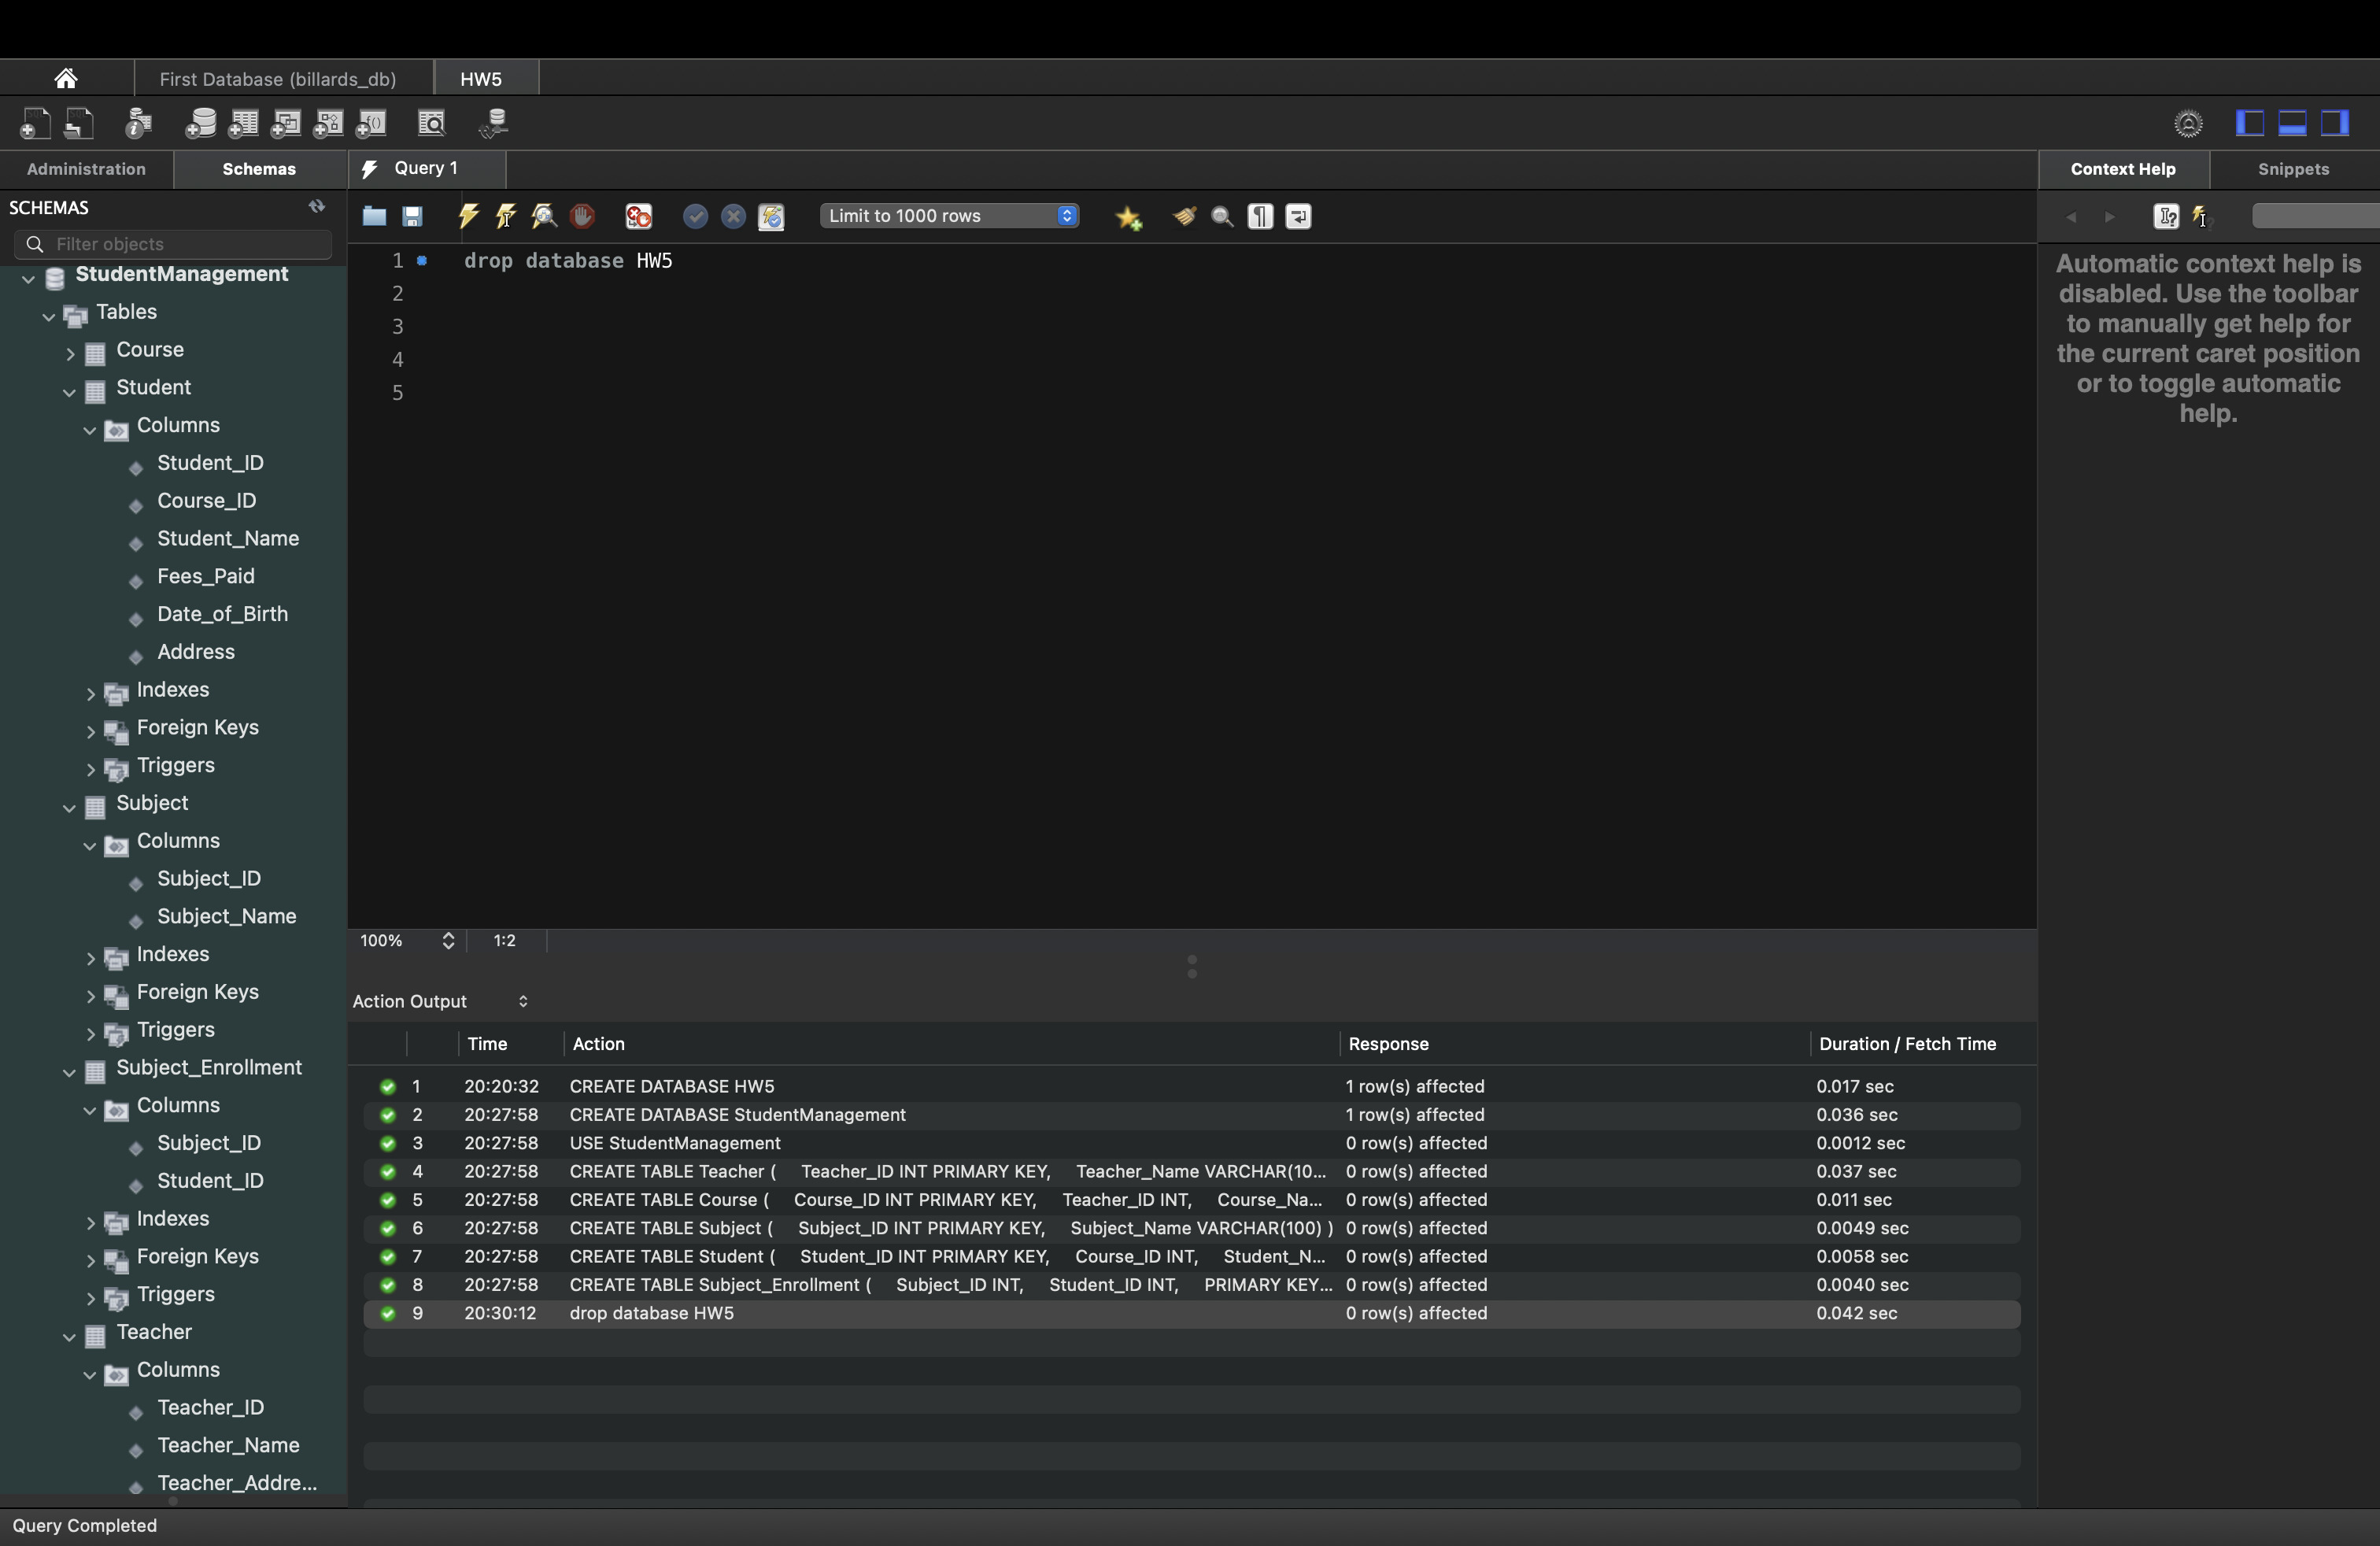 First Database (billards_db) HW5
Administration Schemas Query 1 Context Help Snippets
SCHEMAS
Filter objects
Limit to 1000 rows
StudentManagement
Tables
Course
Student
Columns
Student_ID
Course_ID
Student_Name
Fees_Paid
Date_of_Birth
Address
Indexes
Foreign Keys
Triggers
Subject
Columns
Subject_ID
Subject_Name
Indexes
Foreign Keys
Triggers
Subject_Enrollment
Columns
Subject_ID
Student_ID
Indexes
Foreign Keys
Triggers
Teacher
Columns
Teacher_ID
Teacher_Name
Teacher_Addre...
1 drop database HW5
2
3
4
5
Automatic context help is
disabled. Use the toolbar
to manually get help for
the current caret position
or to toggle automatic
help.
100% 1:2
Action Output
Time Action Response Duration / Fetch Time
1 20:20:32 CREATE DATABASE HW5 1 row(s) affected 0.017 sec
2 20:27:58 CREATE DATABASE StudentManagement 1 row(s) affected 0.036 sec
3 20:27:58 USE StudentManagement 0 row(s) affected 0.0012 sec
4 20:27:58 CREATE TABLE Teacher ( Teacher_ID INT PRIMARY KEY, Teacher_Name VARCHAR(10... 0 row(s) affected 0.037 sec
5 20:27:58 CREATE TABLE Course ( Course_ID INT PRIMARY KEY, Teacher_ID INT, Course_Na... 0 row(s) affected 0.011 sec
6 20:27:58 CREATE TABLE Subject ( Subject_ID INT PRIMARY KEY, Subject_Name VARCHAR(100) ) 0 row(s) affected 0.0049 sec
7 20:27:58 CREATE TABLE Student ( Student_ID INT PRIMARY KEY, Course_ID INT, Student_N... 0 row(s) affected 0.0058 sec
8 20:27:58 CREATE TABLE Subject_Enrollment ( Subject_ID INT, Student_ID INT, PRIMARY KEY... 0 row(s) affected 0.0040 sec
9 20:30:12 drop database HW5 0 row(s) affected 0.042 sec
Query Completed